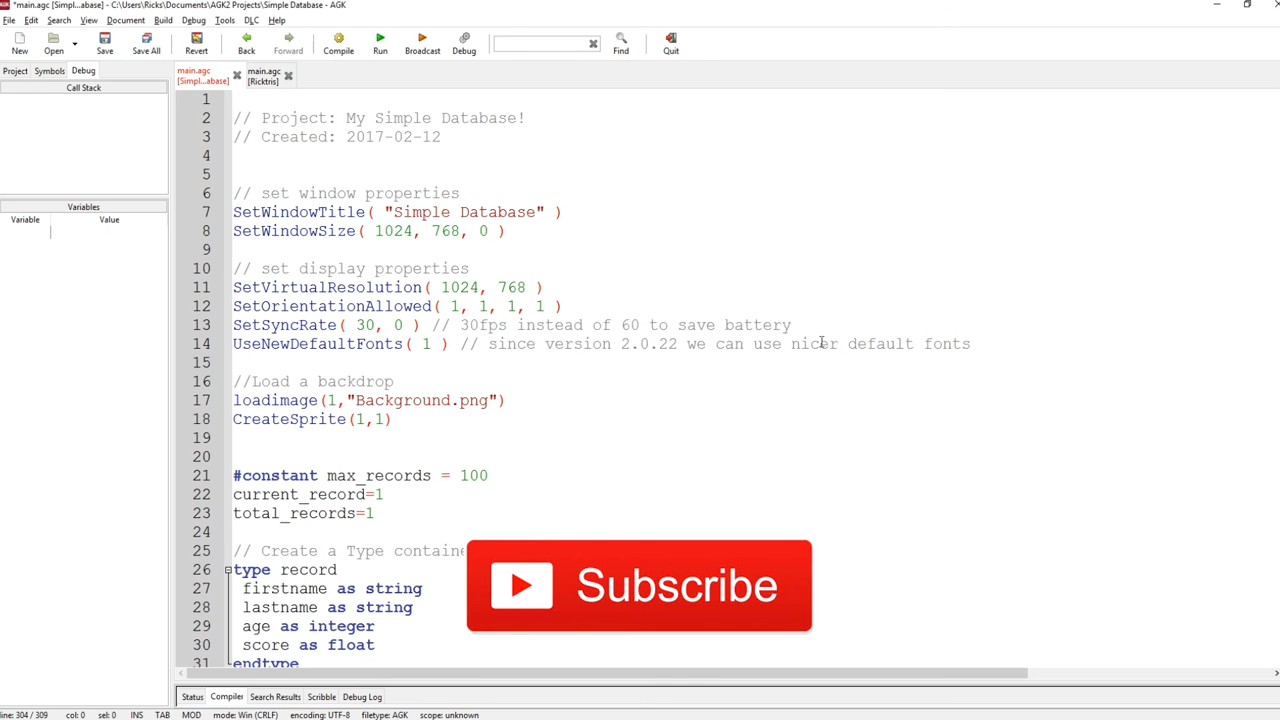 *main.agc [Simpl...abase] - C:\Users\Ricks\Documents\AGK2 Projects\Simple Database - AGK
File Edit Search View Document Build Debug Tools DLC Help
New Open Save Save All Revert Back Forward Compile Run Broadcast Debug Find Quit
Project Symbols Debug
main.agc [Simpl...abase] main.agc [Ricktris]
Call Stack
Variables
Variable Value
1
2 // Project: My Simple Database!
3 // Created: 2017-02-12
4
5
6 // set window properties
7 SetWindowTitle( "Simple Database" )
8 SetWindowSize( 1024, 768, 0 )
9
10 // set display properties
11 SetVirtualResolution( 1024, 768 )
12 SetOrientationAllowed( 1, 1, 1, 1 )
13 SetSyncRate( 30, 0 ) // 30fps instead of 60 to save battery
14 UseNewDefaultFonts( 1 ) // since version 2.0.22 we can use nicer default fonts
15
16 //Load a backdrop
17 loadimage(1,"Background.png")
18 CreateSprite(1,1)
19
20
21 #constant max_records = 100
22 current_record=1
23 total_records=1
24
25 // Create a Type containe
26 type record
27 firstname as string
28 lastname as string
29 age as integer
30 score as float
31 endtype
Subscribe
Status Compiler Search Results Scribble Debug Log
line: 304 / 309 col: 0 sel: 0 INS TAB MOD mode: Win (CRLF) encoding: UTF-8 filetype: AGK scope: unknown